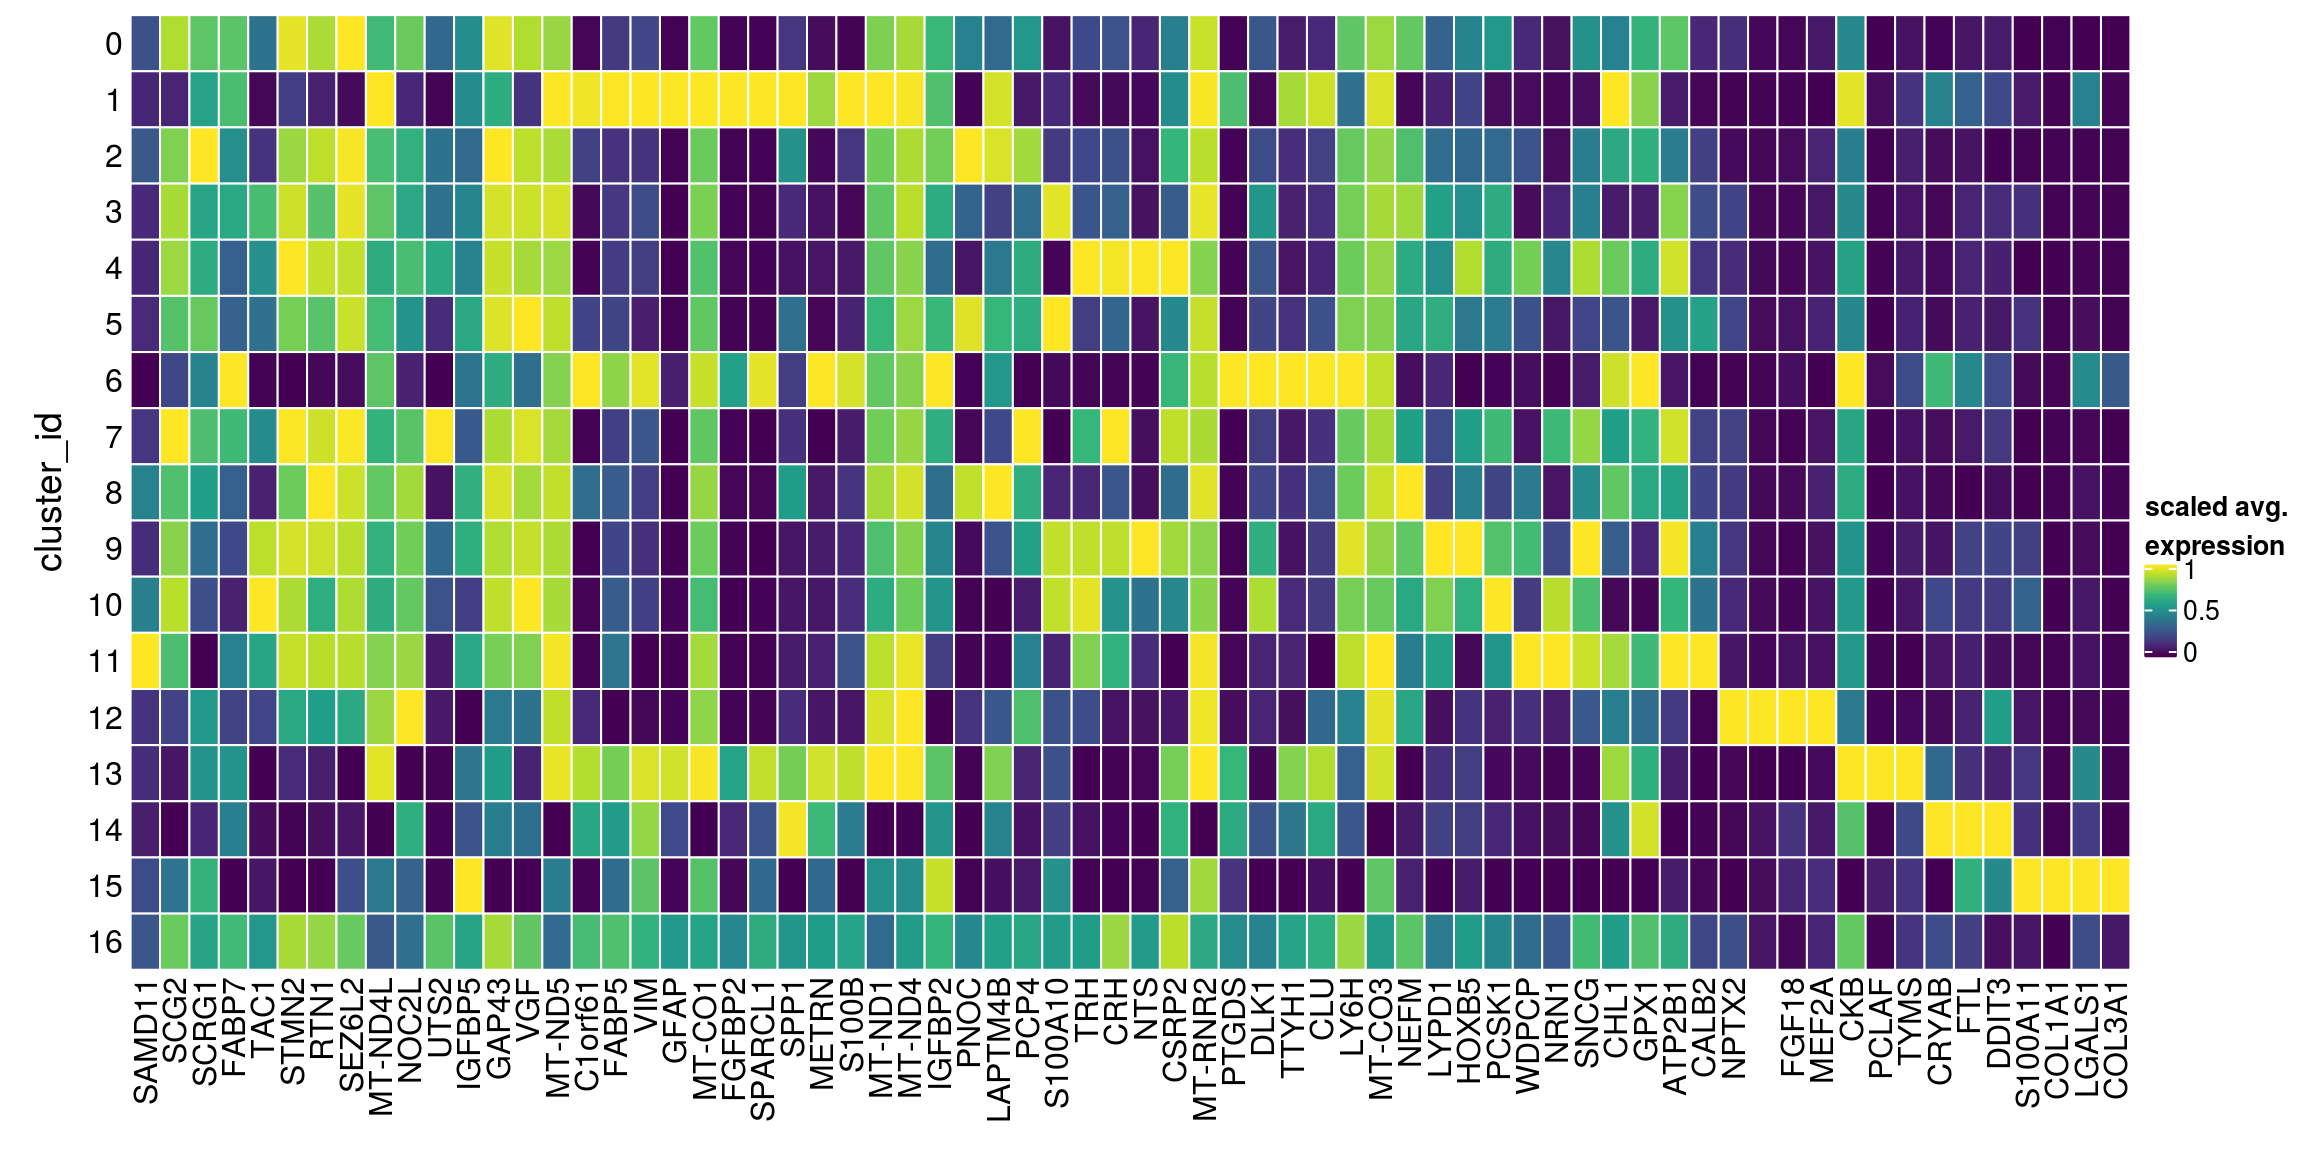 cluster_id
0
1
2
3
4
5
6
7
8
9
10
11
12
13
14
15
16
SAMD11
SCG2
SCRG1
FABP7
TAC1
STMN2
RTN1
SEZ6L2
MT-ND4L
NOC2L
UTS2
IGFBP5
GAP43
VGF
MT-ND5
C1orf61
FABP5
VIM
GFAP
MT-CO1
FGFBP2
SPARCL1
SPP1
METRN
S100B
MT-ND1
MT-ND4
IGFBP2
PNOC
LAPTM4B
PCP4
S100A10
TRH
CRH
NTS
CSRP2
MT-RNR2
PTGDS
DLK1
TTYH1
CLU
LY6H
MT-CO3
NEFM
LYPD1
HOXB5
PCSK1
WDPCP
NRN1
SNCG
CHL1
GPX1
ATP2B1
CALB2
NPTX2
FGF18
MEF2A
CKB
PCLAF
TYMS
CRYAB
FTL
DDIT3
S100A11
COL1A1
LGALS1
COL3A1
scaled avg.
expression
1
0.5
0